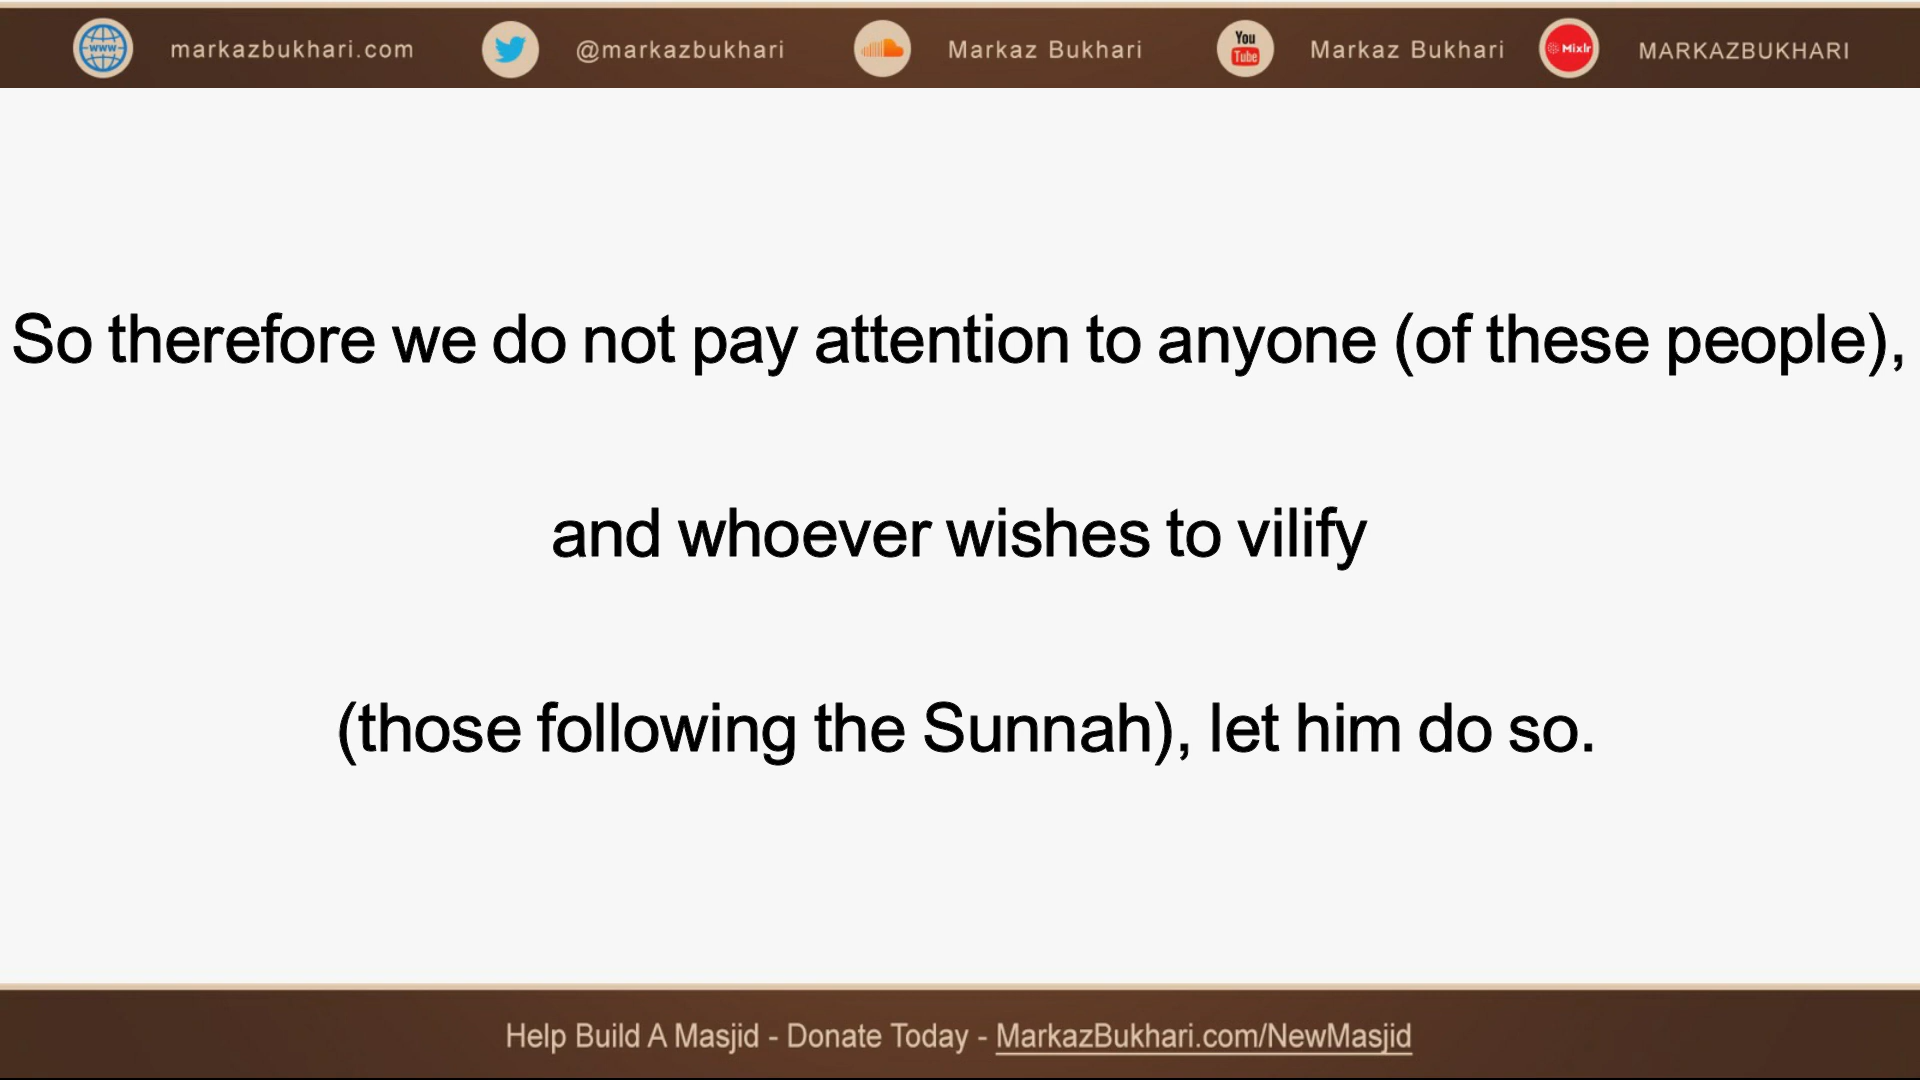 WWW markazbukhari.com @markazbukhari Markaz Bukhari You Tube Markaz Bukhari Mixlr MARKAZBUKHARI
So therefore we do not pay attention to anyone (of these people),
and whoever wishes to vilify
(those following the Sunnah), let him do so.
Help Build A Masjid - Donate Today - MarkazBukhari.com/NewMasjid